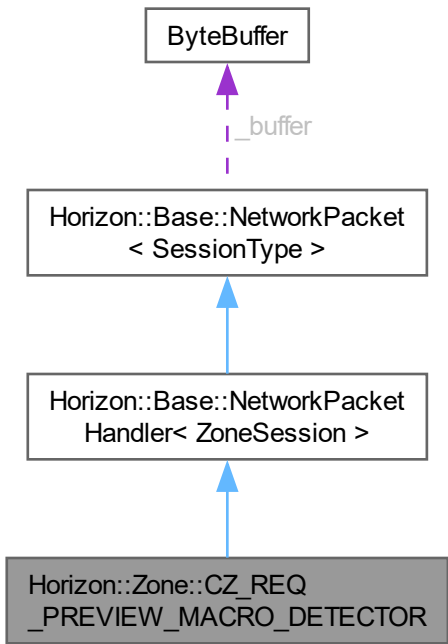 ByteBuffer
_buffer
Horizon::Base::NetworkPacket
< SessionType >
Horizon::Base::NetworkPacket
Handler< ZoneSession >
Horizon::Zone::CZ_REQ
_PREVIEW_MACRO_DETECTOR